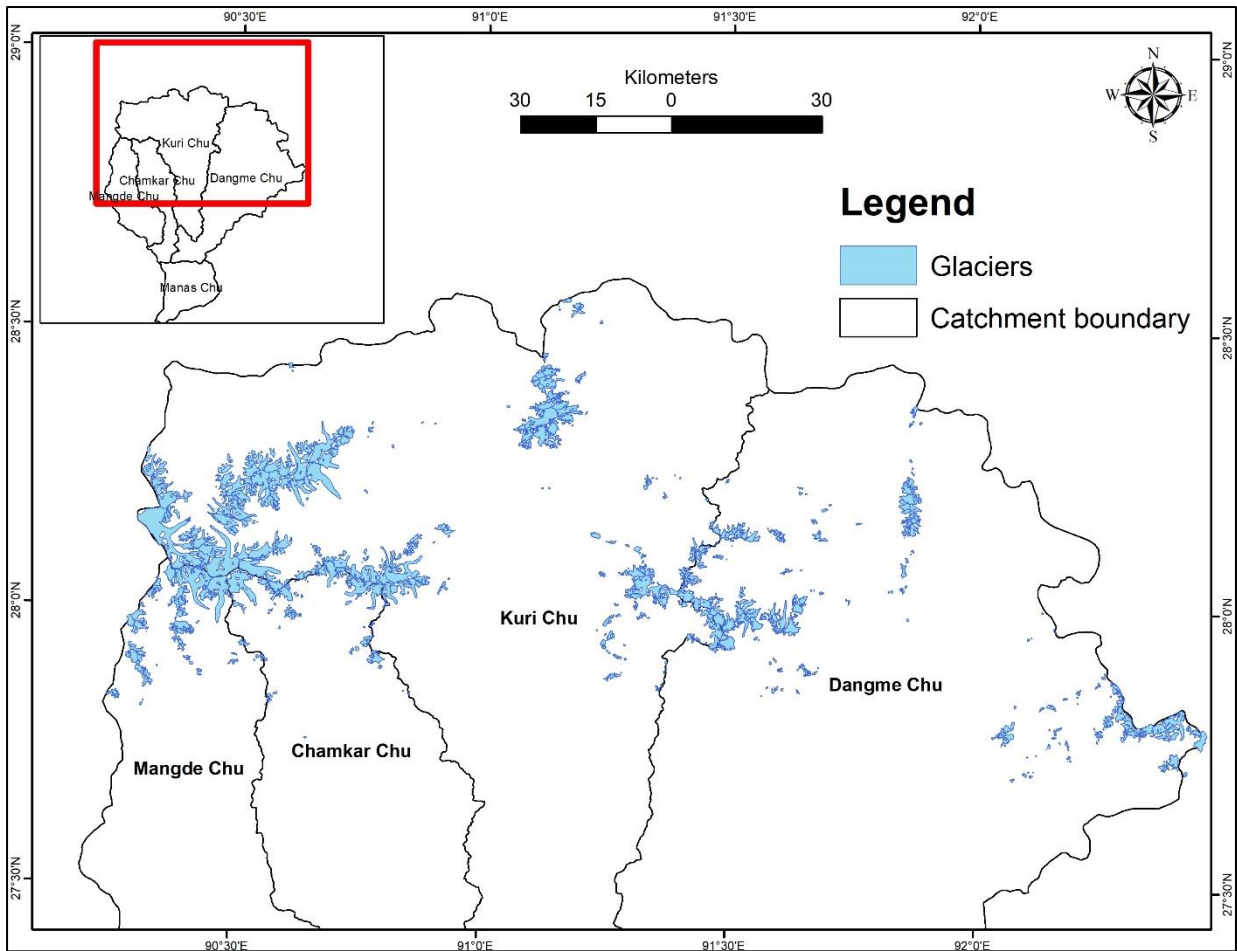 90°30'E
91°0'E
91°30'E
92°0'E
29°0'N
29°0'N
Kilometers
30
15
0
30
N
W
E
S
Kuri Chu
Chamkar Chu
Dangme Chu
Mangde Chu
Manas Chu
Legend
Glaciers
Catchment boundary
28°30'N
28°30'N
28°0'N
28°0'N
Kuri Chu
Dangme Chu
Chamkar Chu
Mangde Chu
27°30'N
27°30'N
90°30'E
91°0'E
91°30'E
92°0'E